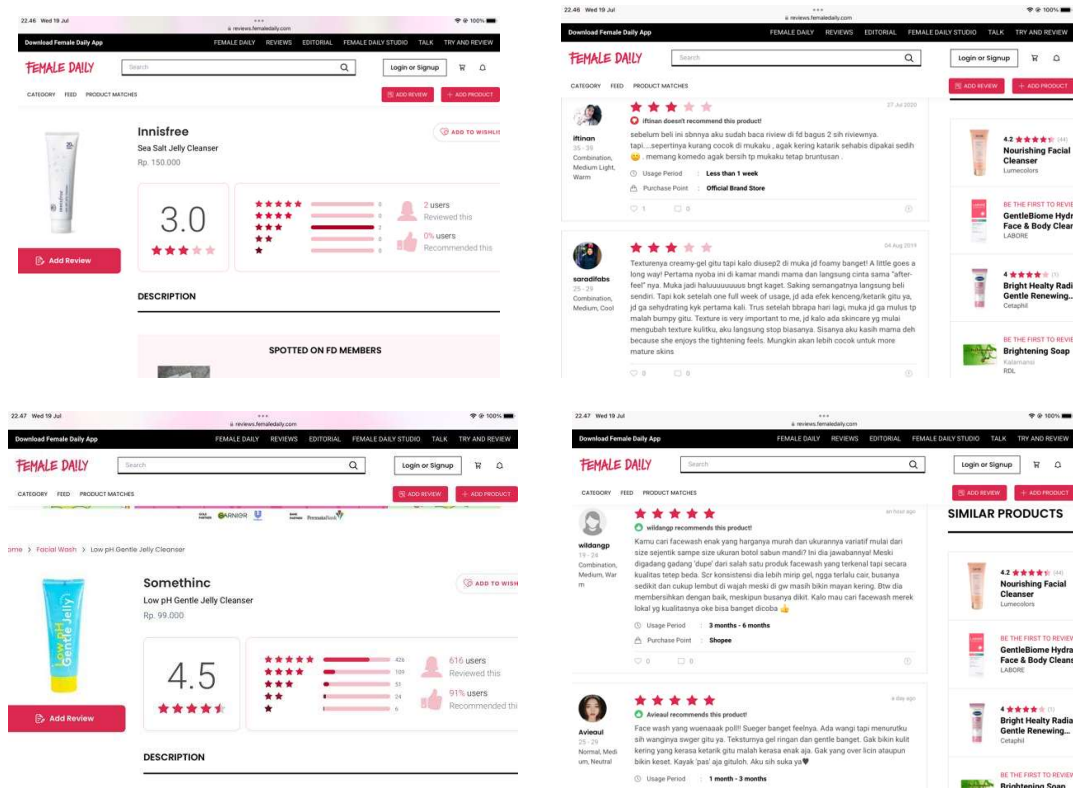 22.46 Wed 19 Jul
100%
reviews.femaledaily.com
Download Female Daily App
FEMALE DAILY REVIEWS EDITORIAL FEMALE DAILY STUDIO TALK TRY AND REVIEW
FEMALE DAILY
Search
Login or Signup
CATEGORY FEED PRODUCT MATCHES
ADD REVIEW
+ ADD PRODUCT
Innisfree
ADD TO WISHLI
Sea Salt Jelly Cleanser
Rp. 150.000
3.0
0
0
2
0
0
2 users
Reviewed this
0% users
Recommended this
Add Review
DESCRIPTION
SPOTTED ON FD MEMBERS
22.46 Wed 19 Jul
100%
reviews.femaledaily.com
Download Female Daily App
FEMALE DAILY REVIEWS EDITORIAL FEMALE DAILY STUDIO TALK TRY AND REVIEW
FEMALE DAILY
Search
Login or Signup
CATEGORY FEED PRODUCT MATCHES
ADD REVIEW
+ ADD PRODUCT
27 Jul 2020
iftinan doesn't recommend this product!
iftinan
35 - 39
Combination,
Medium Light,
Warm
sebelum beli ini sbnnya aku sudah baca riview di fd bagus 2 sih riviewnya.
tapi....sepertinya kurang cocok di mukaku , agak kering katarik sehabis dipakai sedih
. memang komedo agak bersih tp mukaku tetap bruntusan .
Usage Period : Less than 1 week
Purchase Point : Official Brand Store
1 0
04 Aug 2019
saradifabs
25 - 29
Combination,
Medium, Cool
Texturenya creamy-gel gitu tapi kalo diusep2 di muka jd foamy banget! A little goes a
long way! Pertama nyoba ini di kamar mandi mama dan langsung cinta sama "after-
feel" nya. Muka jadi haluuuuuuuus bngt kaget. Saking semangatnya langsung beli
sendiri. Tapi kok setelah one full week of usage, jd ada efek kenceng/ketarik gitu ya,
jd ga sehydrating kyk pertama kali. Trus setelah bbrapa hari lagi, muka jd ga mulus tp
malah bumpy gitu. Texture is very important to me, jd kalo ada skincare yg mulai
mengubah texture kulitku, aku langsung stop biasanya. Sisanya aku kasih mama deh
because she enjoys the tightening feels. Mungkin akan lebih cocok untuk more
mature skins
0 0
4.2 (44)
Nourishing Facial
Cleanser
Lumecolors
BE THE FIRST TO REVIE
GentleBiome Hydr
Face & Body Clear
LABORE
4 (1)
Bright Healty Radi
Gentle Renewing..
Cetaphil
BE THE FIRST TO REVIE
Brightening Soap
Kalamansi
RDL
22.47 Wed 19 Jul
100%
reviews.femaledaily.com
Download Female Daily App
FEMALE DAILY REVIEWS EDITORIAL FEMALE DAILY STUDIO TALK TRY AND REVIEW
FEMALE DAILY
Search
Login or Signup
CATEGORY FEED PRODUCT MATCHES
ADD REVIEW
+ ADD PRODUCT
GARNIER
ome > Facial Wash > Low pH Gentle Jelly Cleanser
Low pH
Gentle Jelly
Somethinc
ADD TO WISH
Low pH Gentle Jelly Cleanser
Rp. 99.000
4.5
426
109
51
24
6
616 users
Reviewed this
91% users
Recommended thi
Add Review
DESCRIPTION
22.47 Wed 19 Jul
100%
reviews.femaledaily.com
Download Female Daily App
FEMALE DAILY REVIEWS EDITORIAL FEMALE DAILY STUDIO TALK TRY AND REVIEW
FEMALE DAILY
Search
Login or Signup
CATEGORY FEED PRODUCT MATCHES
ADD REVIEW
+ ADD PRODUCT
an hour ago
wildangp recommends this product!
wildangp
19 - 24
Combination,
Medium, War
m
Kamu cari facewash enak yang harganya murah dan ukurannya variatif mulai dari
size sejentik sampe size ukuran botol sabun mandi? Ini dia jawabannya! Meski
digadang gadang 'dupe' dari salah satu produk facewash yang terkenal tapi secara
kualitas tetep beda. Scr konsistensi dia lebih mirip gel, ngga terlalu cair, busanya
sedikit dan cukup lembut di wajah meski di gw masih bikin mayan kering. Btw dia
membersihkan dengan baik, meskipun busanya dikit. Kalo mau cari facewash merek
lokal yg kualitasnya oke bisa banget dicoba
Usage Period : 3 months - 6 months
Purchase Point : Shopee
0 0
a day ago
Avieaul recommends this product!
Avieaul
25 - 29
Normal, Medi
um, Neutral
Face wash yang wuenaaak poll!! Sueger banget feelnya. Ada wangi tapi menurutku
sih wanginya swger gitu ya. Teksturnya gel ringan dan gentle banget. Gak bikin kulit
kering yang kerasa ketarik gitu malah kerasa enak aja. Gak yang over licin ataupun
bikin keset. Kayak 'pas' aja gituloh. Aku sih suka ya
Usage Period : 1 month - 3 months
SIMILAR PRODUCTS
4.2 (44)
Nourishing Facial
Cleanser
Lumecolors
BE THE FIRST TO REVIE
GentleBiome Hydra
Face & Body Cleans
LABORE
4 (1)
Bright Healty Radia
Gentle Renewing...
Cetaphil
BE THE FIRST TO REVIE
Brightening Soap